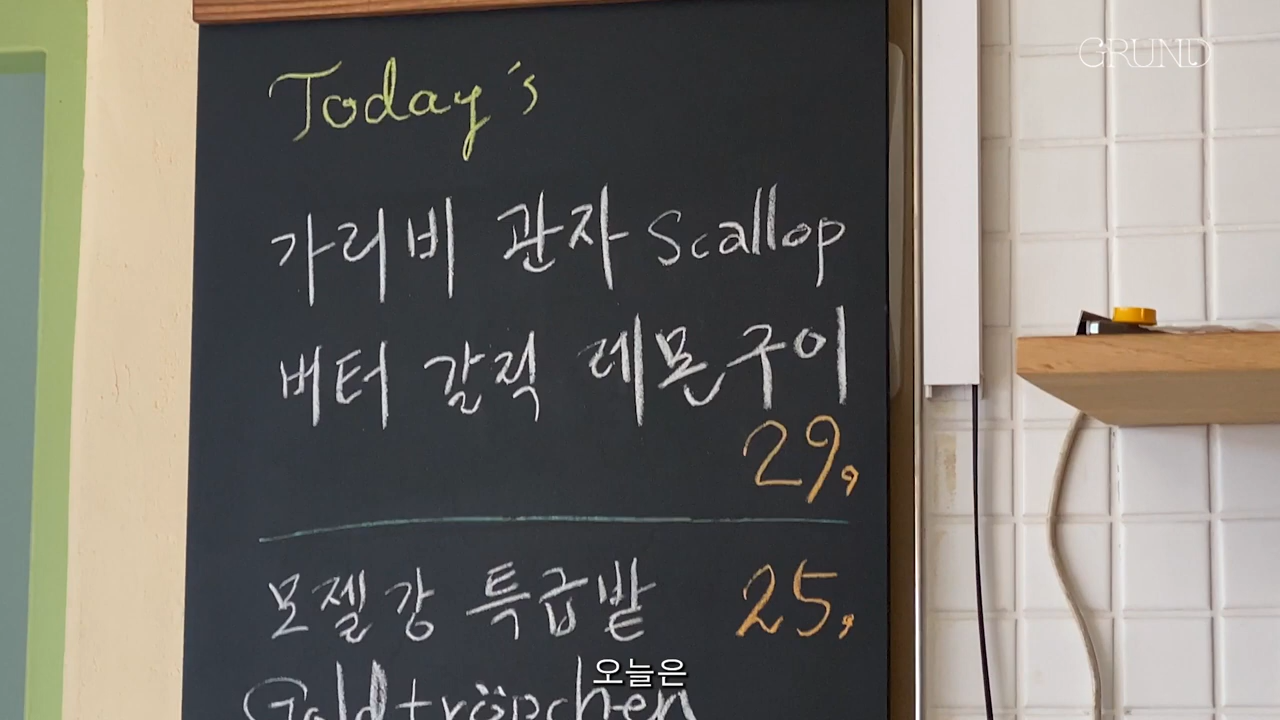 GRUND
Today's
가리비 관자 Scallop
버터 갈릭 레몬구이
29,
모젤강 특급밭 25,
Goldtröpchen
오늘은